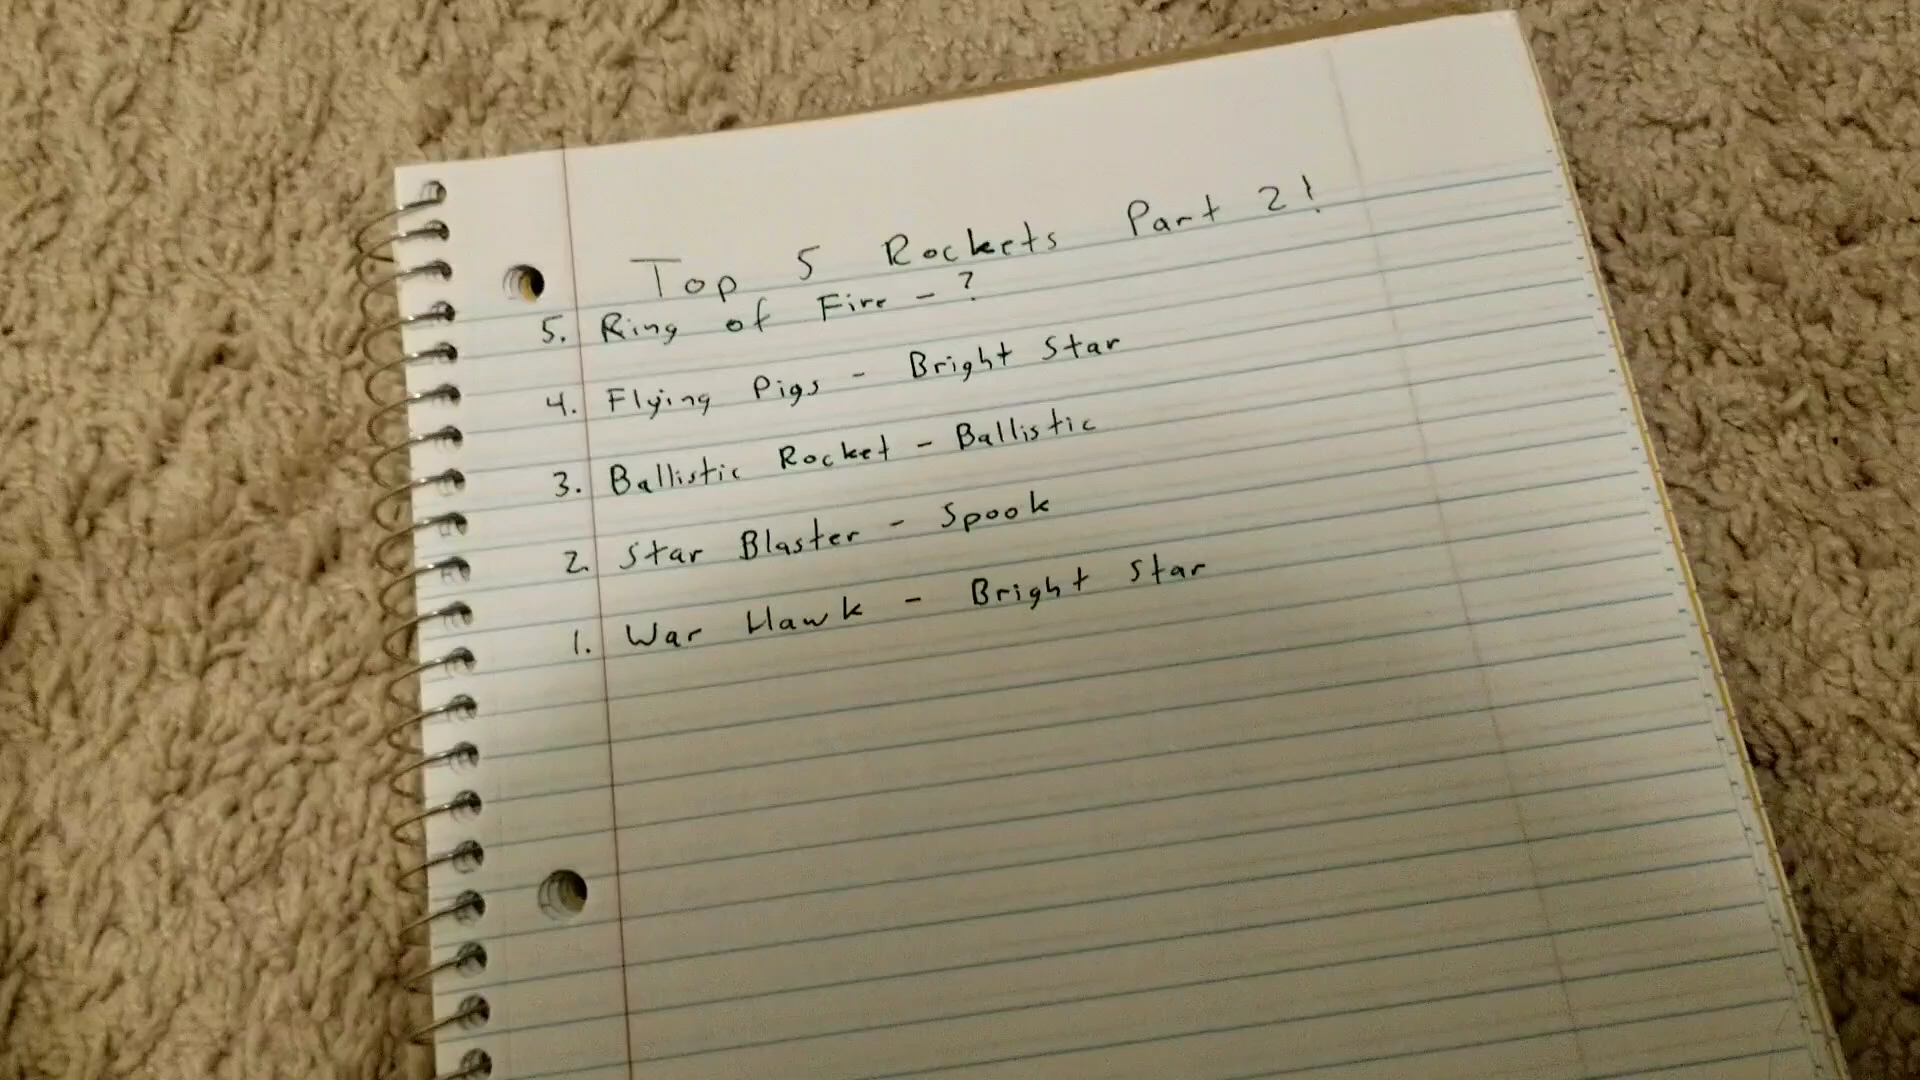 Top 5 Rockets Part 2!
5. Ring of Fire - ?
4. Flying Pigs - Bright Star
3. Ballistic Rocket - Ballistic
2. Star Blaster - Spook
1. War Hawk - Bright Star